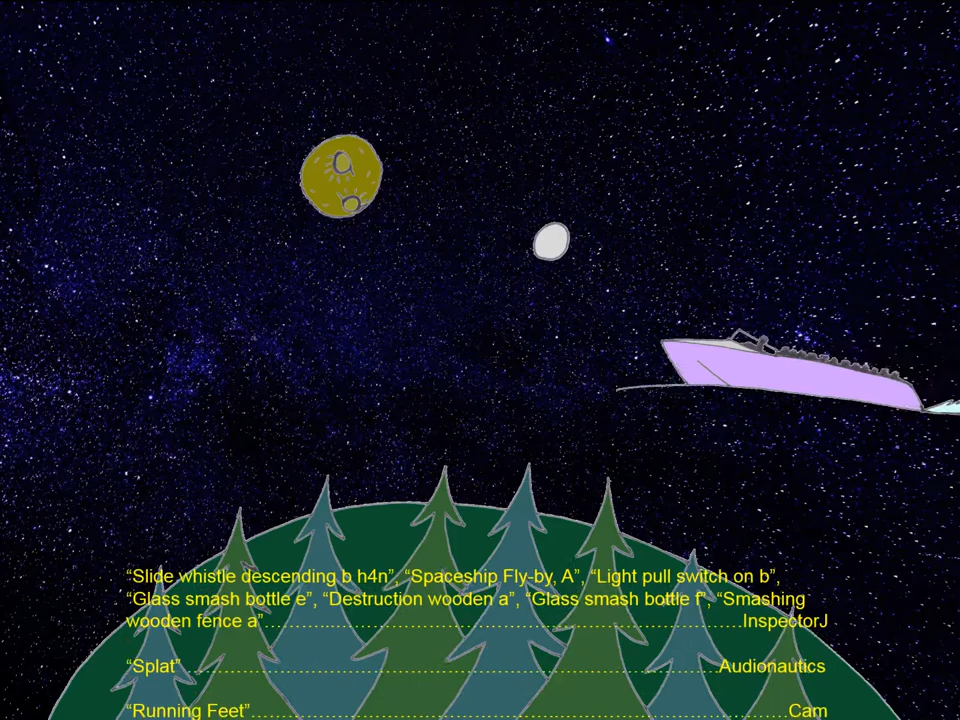 “Slide whistle descending b h4n”, “Spaceship Fly-by, A”, “Light pull switch on b”,
“Glass smash bottle e”, “Destruction wooden a”, “Glass smash bottle f”, “Smashing
wooden fence a”………...……………………………………………………InspectorJ
“Splat”……………………………………………………………….…Audionautics
“Running Feet”……………………………………………………………Cam